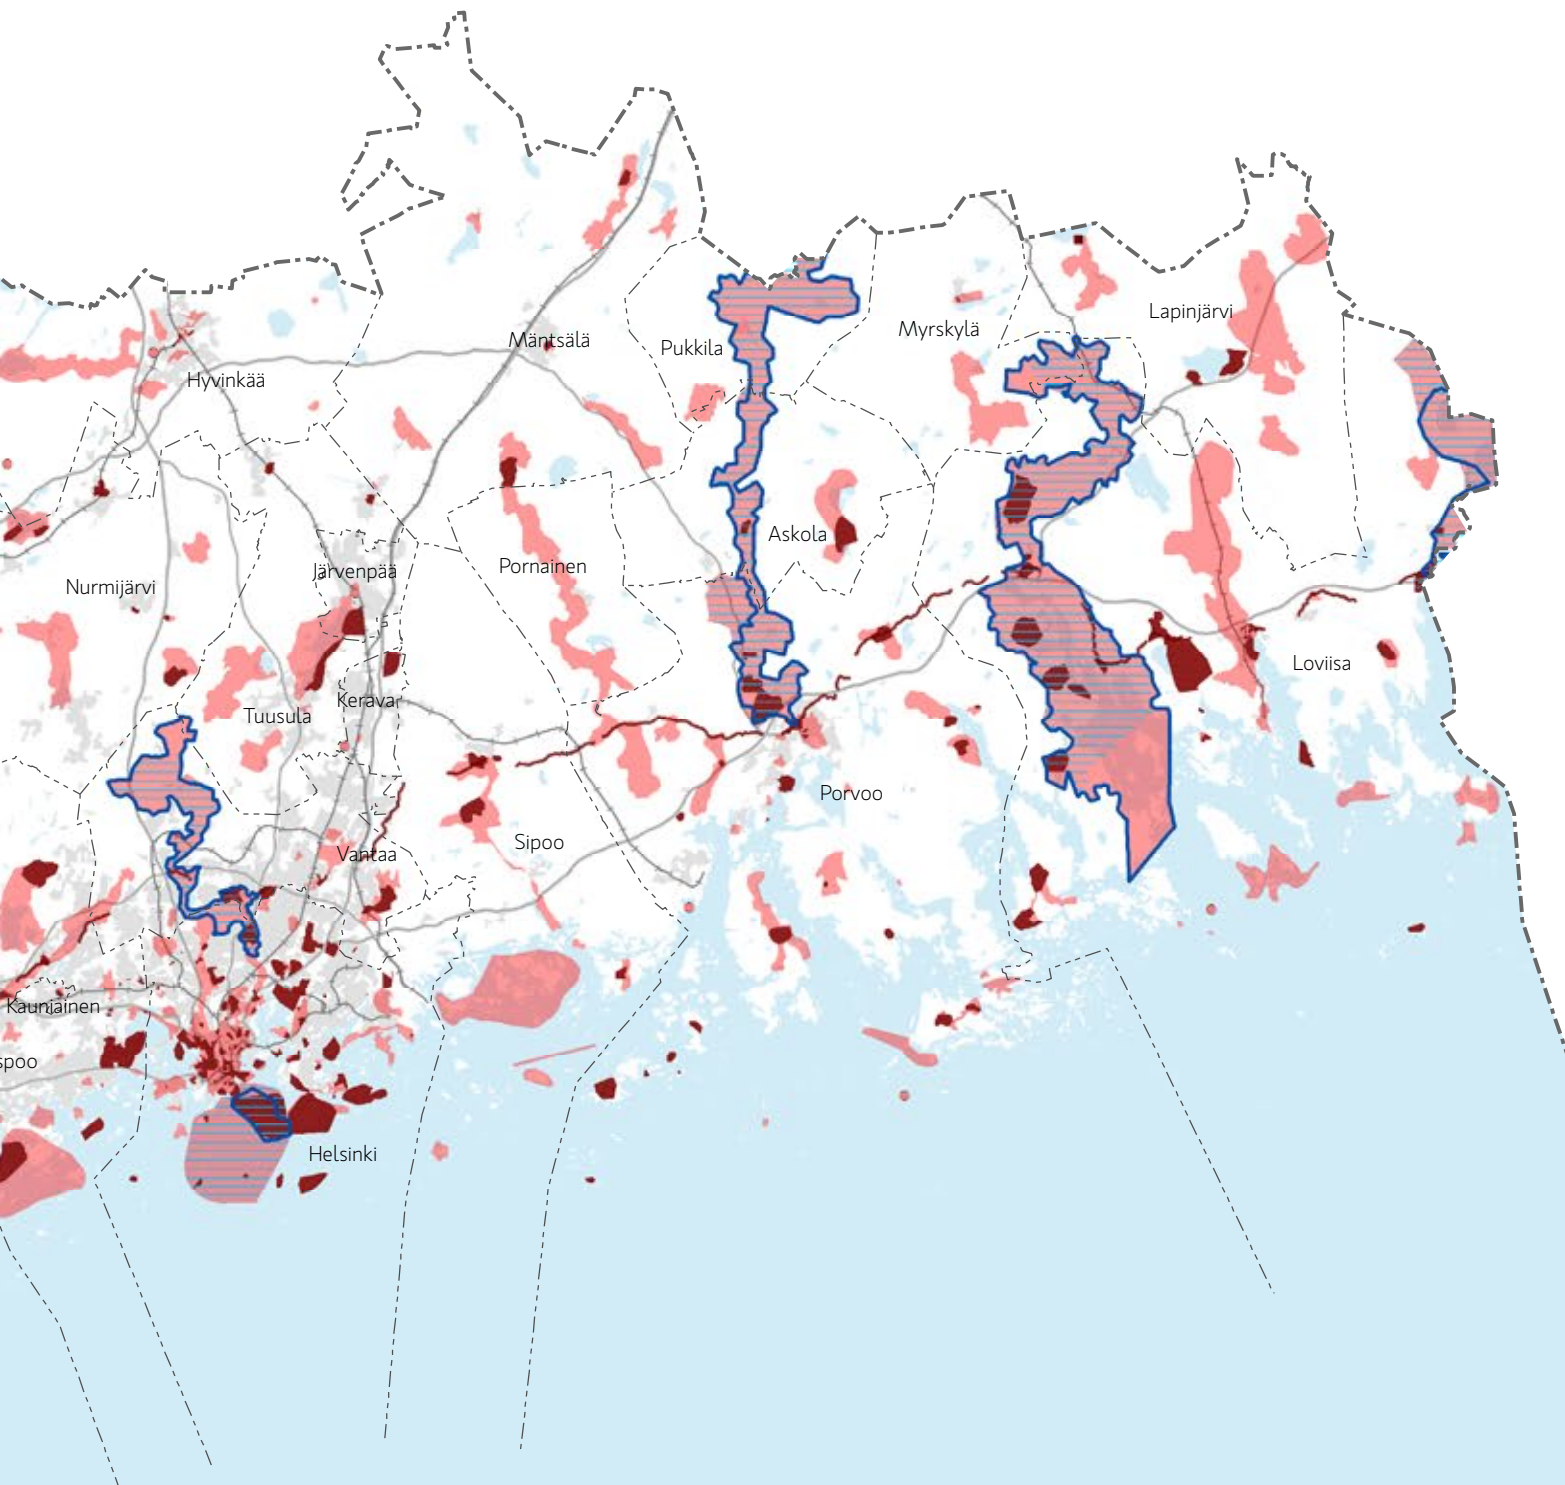 Lapinjärvi
Myrskylä
Mäntsälä
Pukkila
Hyvinkää
Askola
Pornainen
Järvenpää
Nurmijärvi
Loviisa
Kerava
Tuusula
Porvoo
Sipoo
Vantaa
Kauniainen
spoo
Helsinki